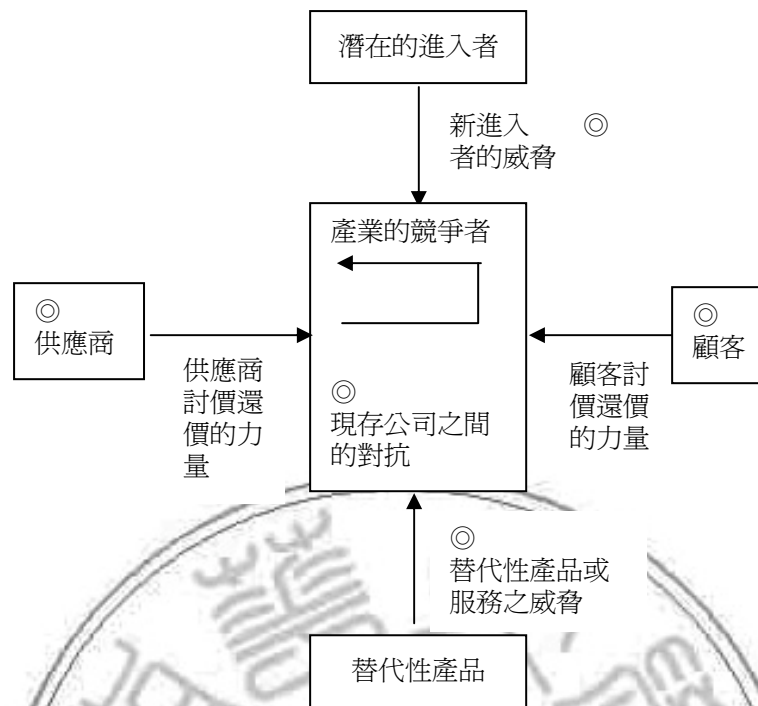 潛在的進入者
新進入 ◎
者的威脅
產業的競爭者
◎
供應商
供應商
討價還
價的力
量
◎
現存公司之間
的對抗
◎
顧客
顧客討
價還價
的力量
◎
替代性產品或
服務之威脅
替代性產品